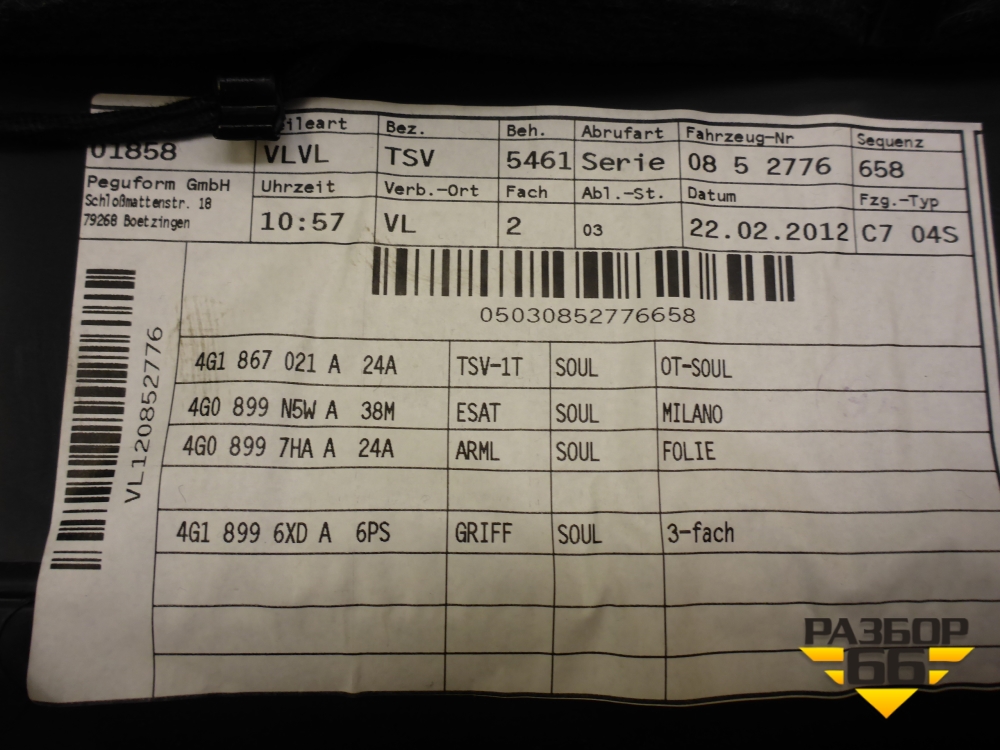 eileart Bez. Beh. Abrufart Fahrzeug-Nr Sequenz
01858 VLVL TSV 5461 Serie 08 5 2776 658
Peguform GmbH Uhrzeit Verb.-Ort Fach Abl.-St. Datum Fzg.-Typ
Schloßmattenstr. 18
79268 Boetzingen 10:57 VL 2 03 22.02.2012 C7 04S
05030852776658
VL120852776
4G1 867 021 A 24A TSV-1T SOUL OT-SOUL
4G0 899 N5W A 38M ESAT SOUL MILANO
4G0 899 7HA A 24A ARML SOUL FOLIE
4G1 899 6XD A 6PS GRIFF SOUL 3-fach
РАЗБОР
66